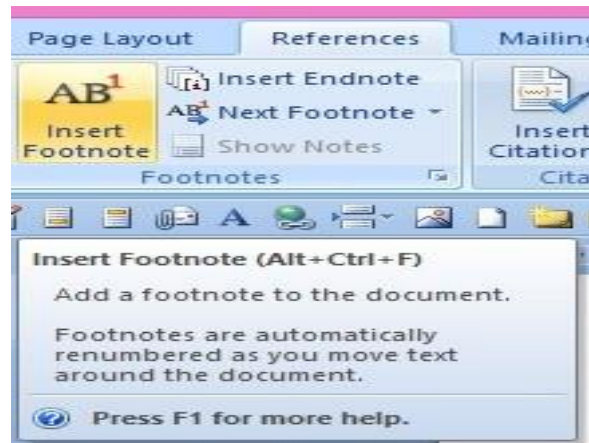 Page Layout References Mailin
AB1 Insert Endnote
AB1 Next Footnote
Insert Footnote Show Notes Insert Citation
Footnotes Cita
Insert Footnote (Alt+Ctrl+F)
Add a footnote to the document.
Footnotes are automatically
renumbered as you move text
around the document.
Press F1 for more help.